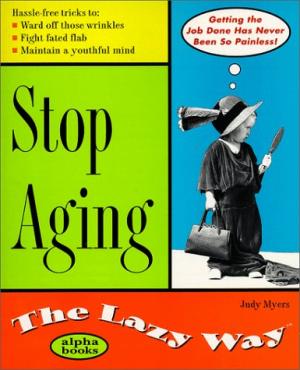 Hassle-free tricks to:
Ward off those wrinkles
Fight fated flab
Maintain a youthful mind
Getting the
Job Done Has Never
Been So Painless!
Stop
Aging
Judy Myers
The Lazy Way™
alpha
books